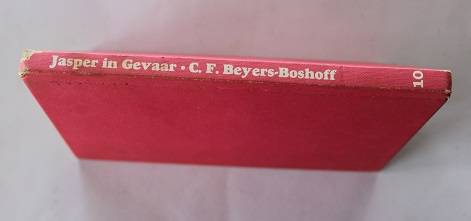 Jasper in Gevaar • C. F. Beyers-Boshoff
10